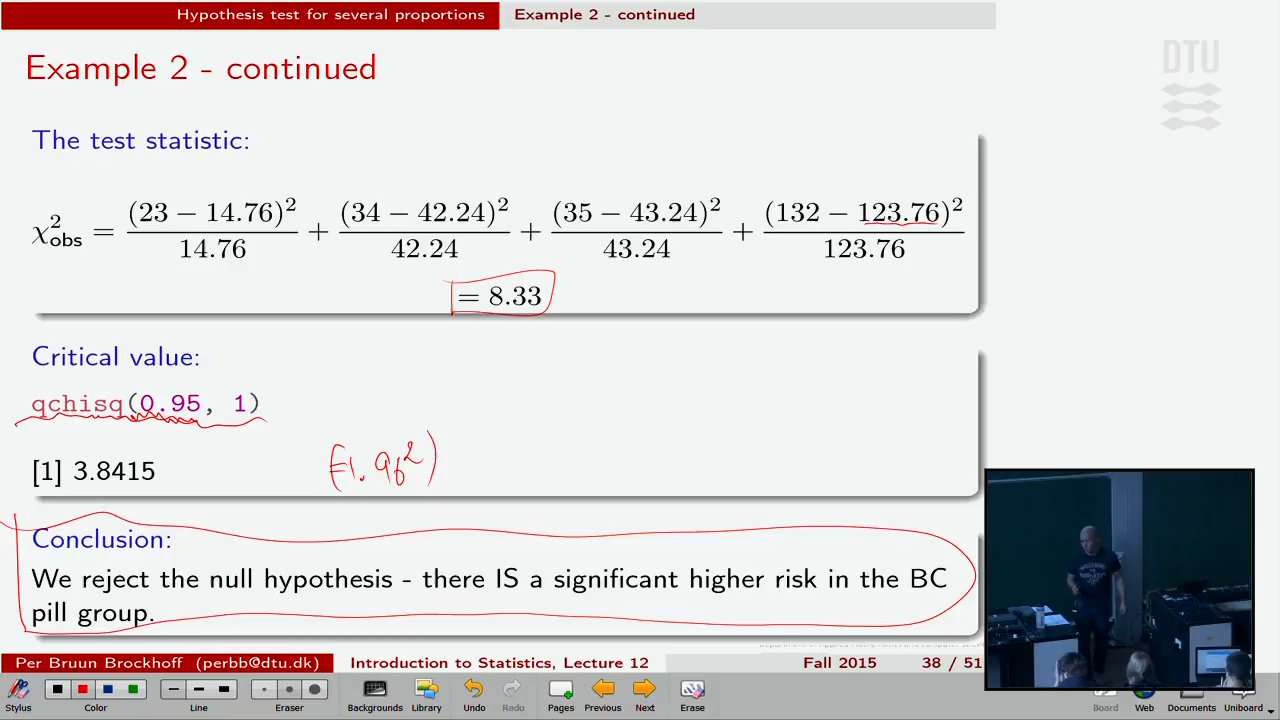 Hypothesis test for several proportions Example 2 - continued
Example 2 - continued
DTU
The test statistic:
χ²obs = (23 − 14.76)²/14.76 + (34 − 42.24)²/42.24 + (35 − 43.24)²/43.24 + (132 − 123.76)²/123.76
= 8.33
Critical value:
qchisq(0.95, 1)
[1] 3.8415 (=1.96²)
Conclusion:
We reject the null hypothesis - there IS a significant higher risk in the BC
pill group.
Per Bruun Brockhoff (perbb@dtu.dk) Introduction to Statistics, Lecture 12 Fall 2015 38 / 51
Stylus Color Line Eraser Backgrounds Library Undo Redo Pages Previous Next Erase Board Web Documents Uniboard